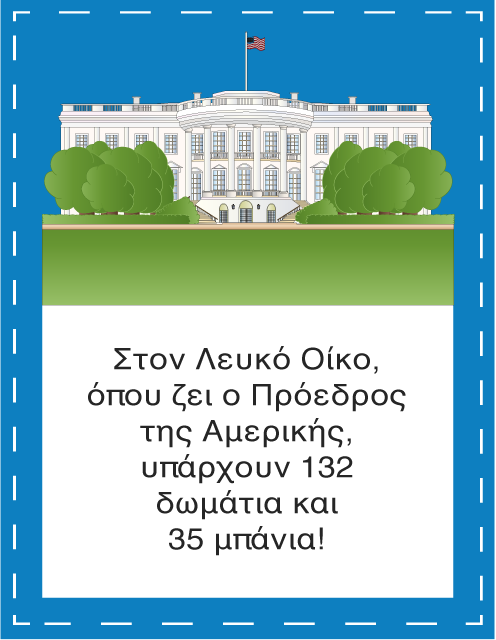 Στον Λευκό Οίκο,
όπου ζει ο Πρόεδρος
της Αμερικής,
υπάρχουν 132
δωμάτια και
35 μπάνια!